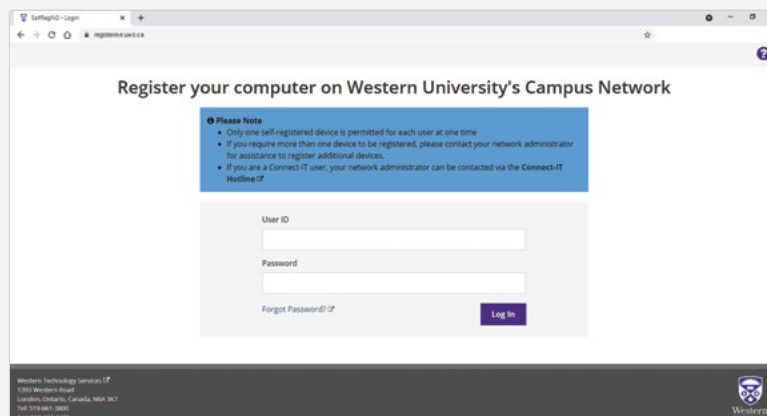 Login
Register your computer on Western University's Campus Network
Please Note
Only one self-registered device is permitted for each user at one time
If you require more than one device to be registered, please contact your network administrator
for assistance to register additional devices.
If you are a Connect-IT user, your network administrator can be contacted via the Connect-IT
Hotline
User ID
Password
Forgot Password?
Log In
Western Technology Services
1393 Western Road
London, Ontario, Canada, N6A 3K7
Tel: 519-661-3800
Western